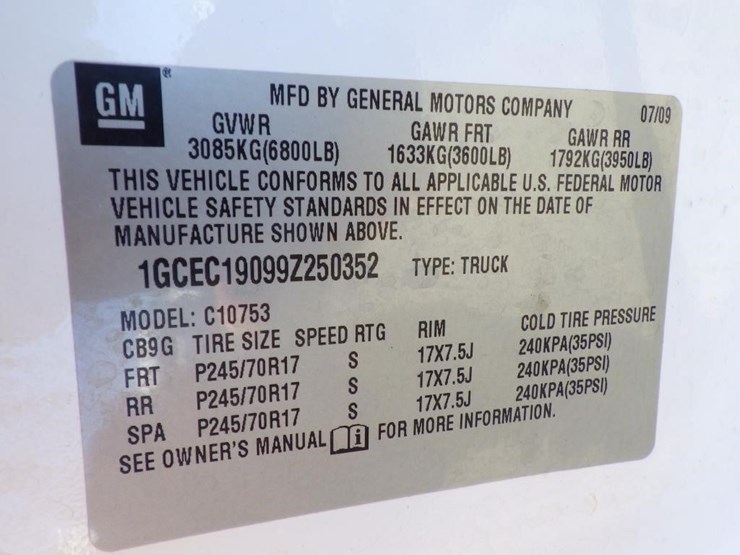 GM ®
MFD BY GENERAL MOTORS COMPANY 07/09
GVWR GAWR FRT GAWR RR
3085KG(6800LB) 1633KG(3600LB) 1792KG(3950LB)
THIS VEHICLE CONFORMS TO ALL APPLICABLE U.S. FEDERAL MOTOR
VEHICLE SAFETY STANDARDS IN EFFECT ON THE DATE OF
MANUFACTURE SHOWN ABOVE.
1GCEC19099Z250352 TYPE: TRUCK
MODEL: C10753
CB9G TIRE SIZE SPEED RTG RIM COLD TIRE PRESSURE
FRT P245/70R17 S 17X7.5J 240KPA(35PSI)
RR P245/70R17 S 17X7.5J 240KPA(35PSI)
SPA P245/70R17 S 17X7.5J 240KPA(35PSI)
SEE OWNER'S MANUAL i FOR MORE INFORMATION.